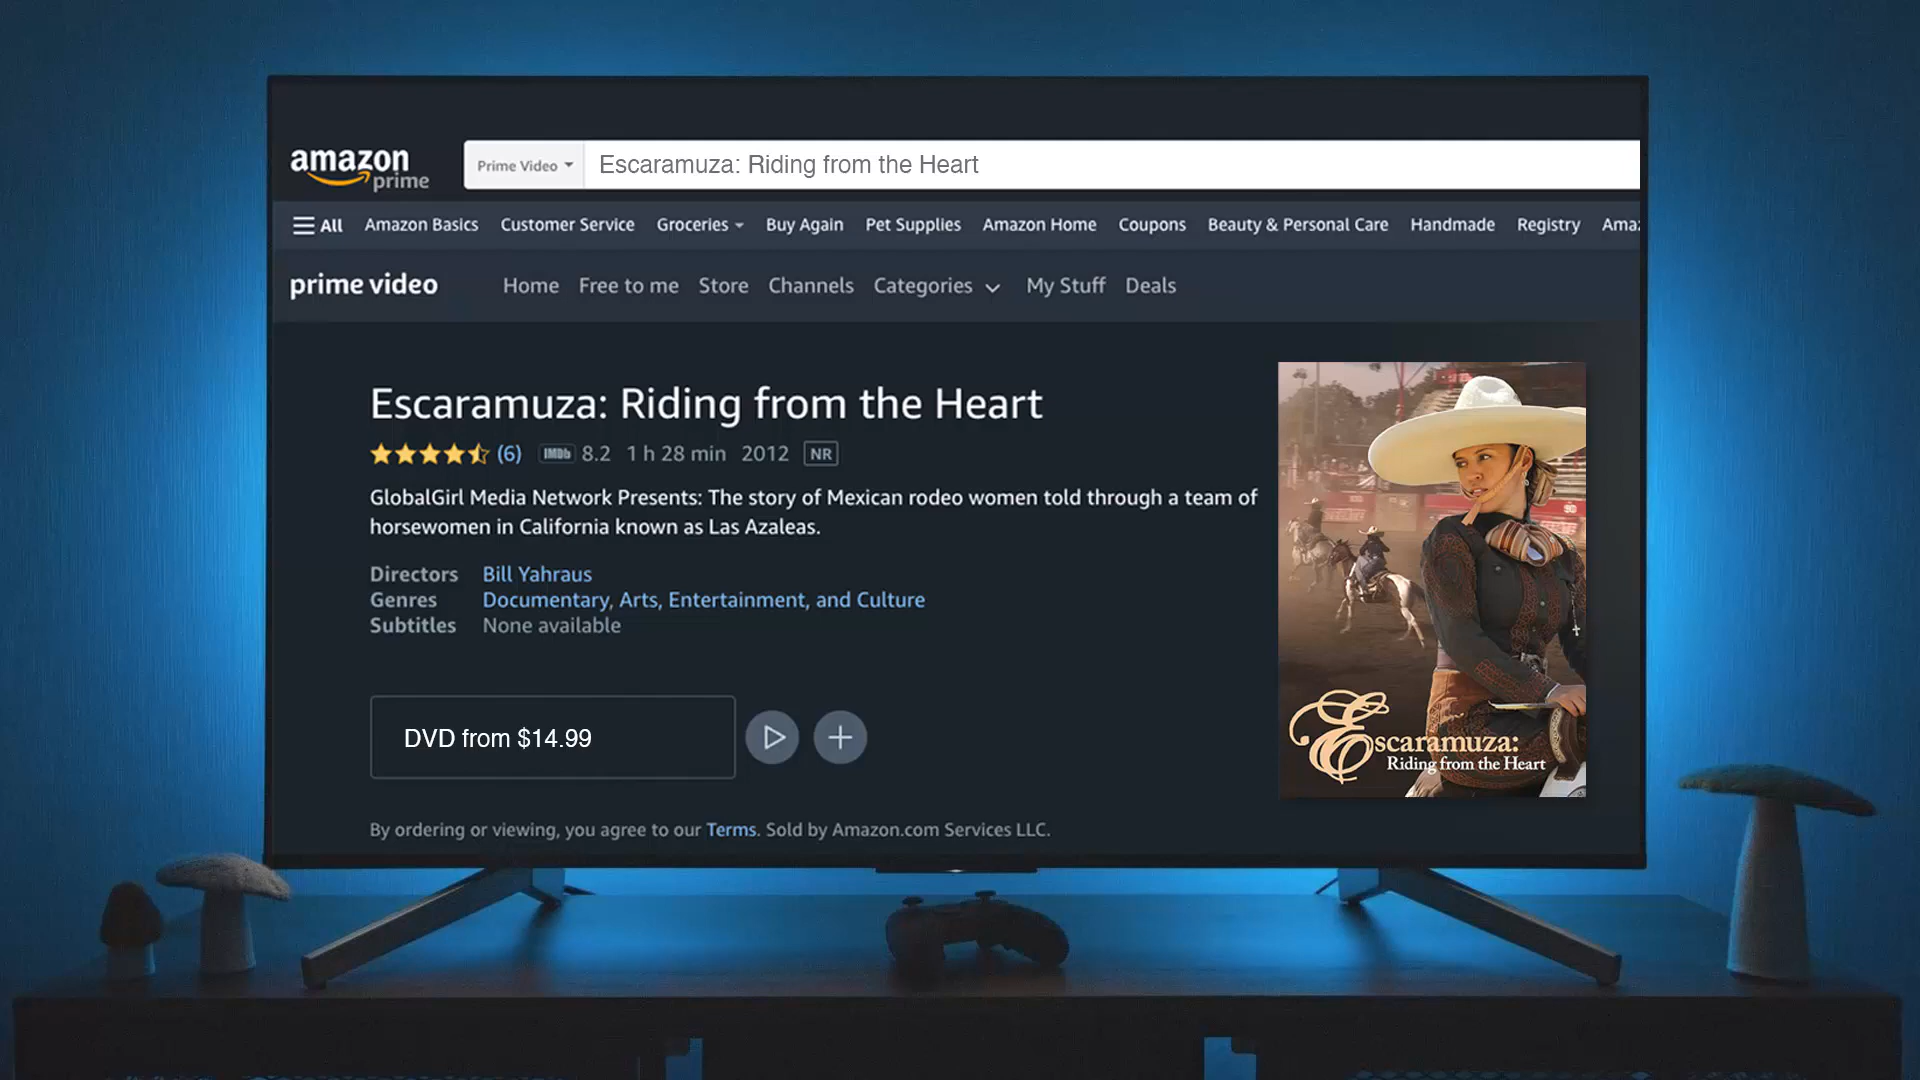 amazon prime
Prime Video
Escaramuza: Riding from the Heart
All Amazon Basics Customer Service Groceries Buy Again Pet Supplies Amazon Home Coupons Beauty & Personal Care Handmade Registry Ama
prime video Home Free to me Store Channels Categories My Stuff Deals
Escaramuza: Riding from the Heart
(6) IMDb 8.2 1 h 28 min 2012 NR
GlobalGirl Media Network Presents: The story of Mexican rodeo women told through a team of
horsewomen in California known as Las Azaleas.
Directors Bill Yahraus
Genres Documentary, Arts, Entertainment, and Culture
Subtitles None available
DVD from $14.99
By ordering or viewing, you agree to our Terms. Sold by Amazon.com Services LLC.
90
Escaramuza:
Riding from the Heart